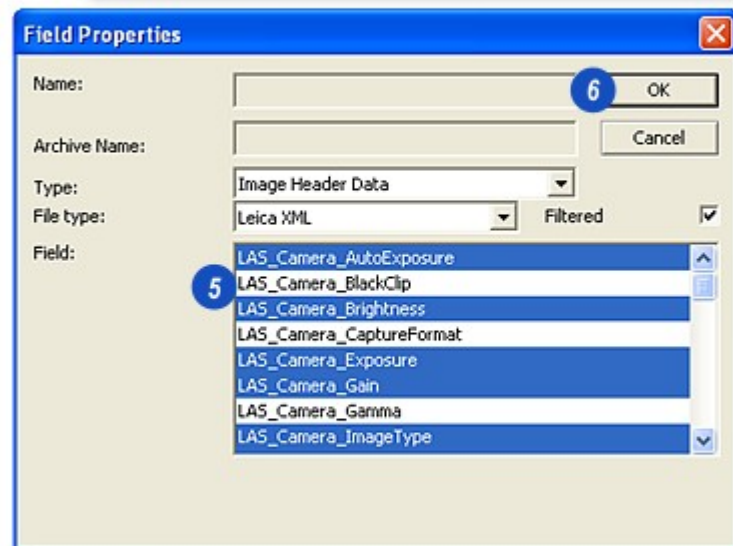 Field Properties
Name:
6 OK
Archive Name:
Cancel
Type: Image Header Data
File type: Leica XML Filtered
Field: LAS_Camera_AutoExposure
5 LAS_Camera_BlackClip
LAS_Camera_Brightness
LAS_Camera_CaptureFormat
LAS_Camera_Exposure
LAS_Camera_Gain
LAS_Camera_Gamma
LAS_Camera_ImageType